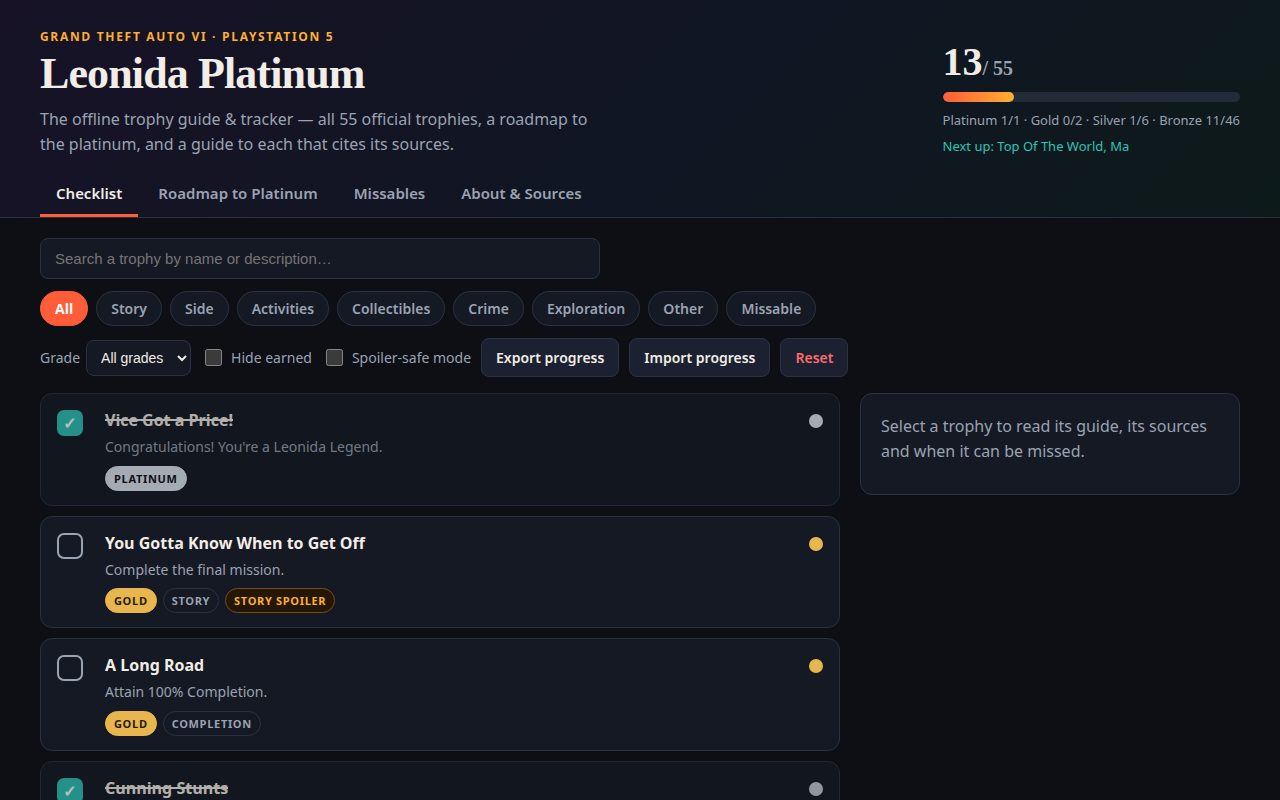 GRAND THEFT AUTO VI · PLAYSTATION 5
Leonida Platinum
The offline trophy guide & tracker — all 55 official trophies, a roadmap to
the platinum, and a guide to each that cites its sources.
13/ 55
Platinum 1/1 · Gold 0/2 · Silver 1/6 · Bronze 11/46
Next up: Top Of The World, Ma
Checklist Roadmap to Platinum Missables About & Sources
Search a trophy by name or description…
All Story Side Activities Collectibles Crime Exploration Other Missable
Grade All grades Hide earned Spoiler-safe mode Export progress Import progress Reset
Vice Got a Price!
Congratulations! You're a Leonida Legend.
PLATINUM
Select a trophy to read its guide, its sources
and when it can be missed.
You Gotta Know When to Get Off
Complete the final mission.
GOLD STORY STORY SPOILER
A Long Road
Attain 100% Completion.
GOLD COMPLETION
Cunning Stunts